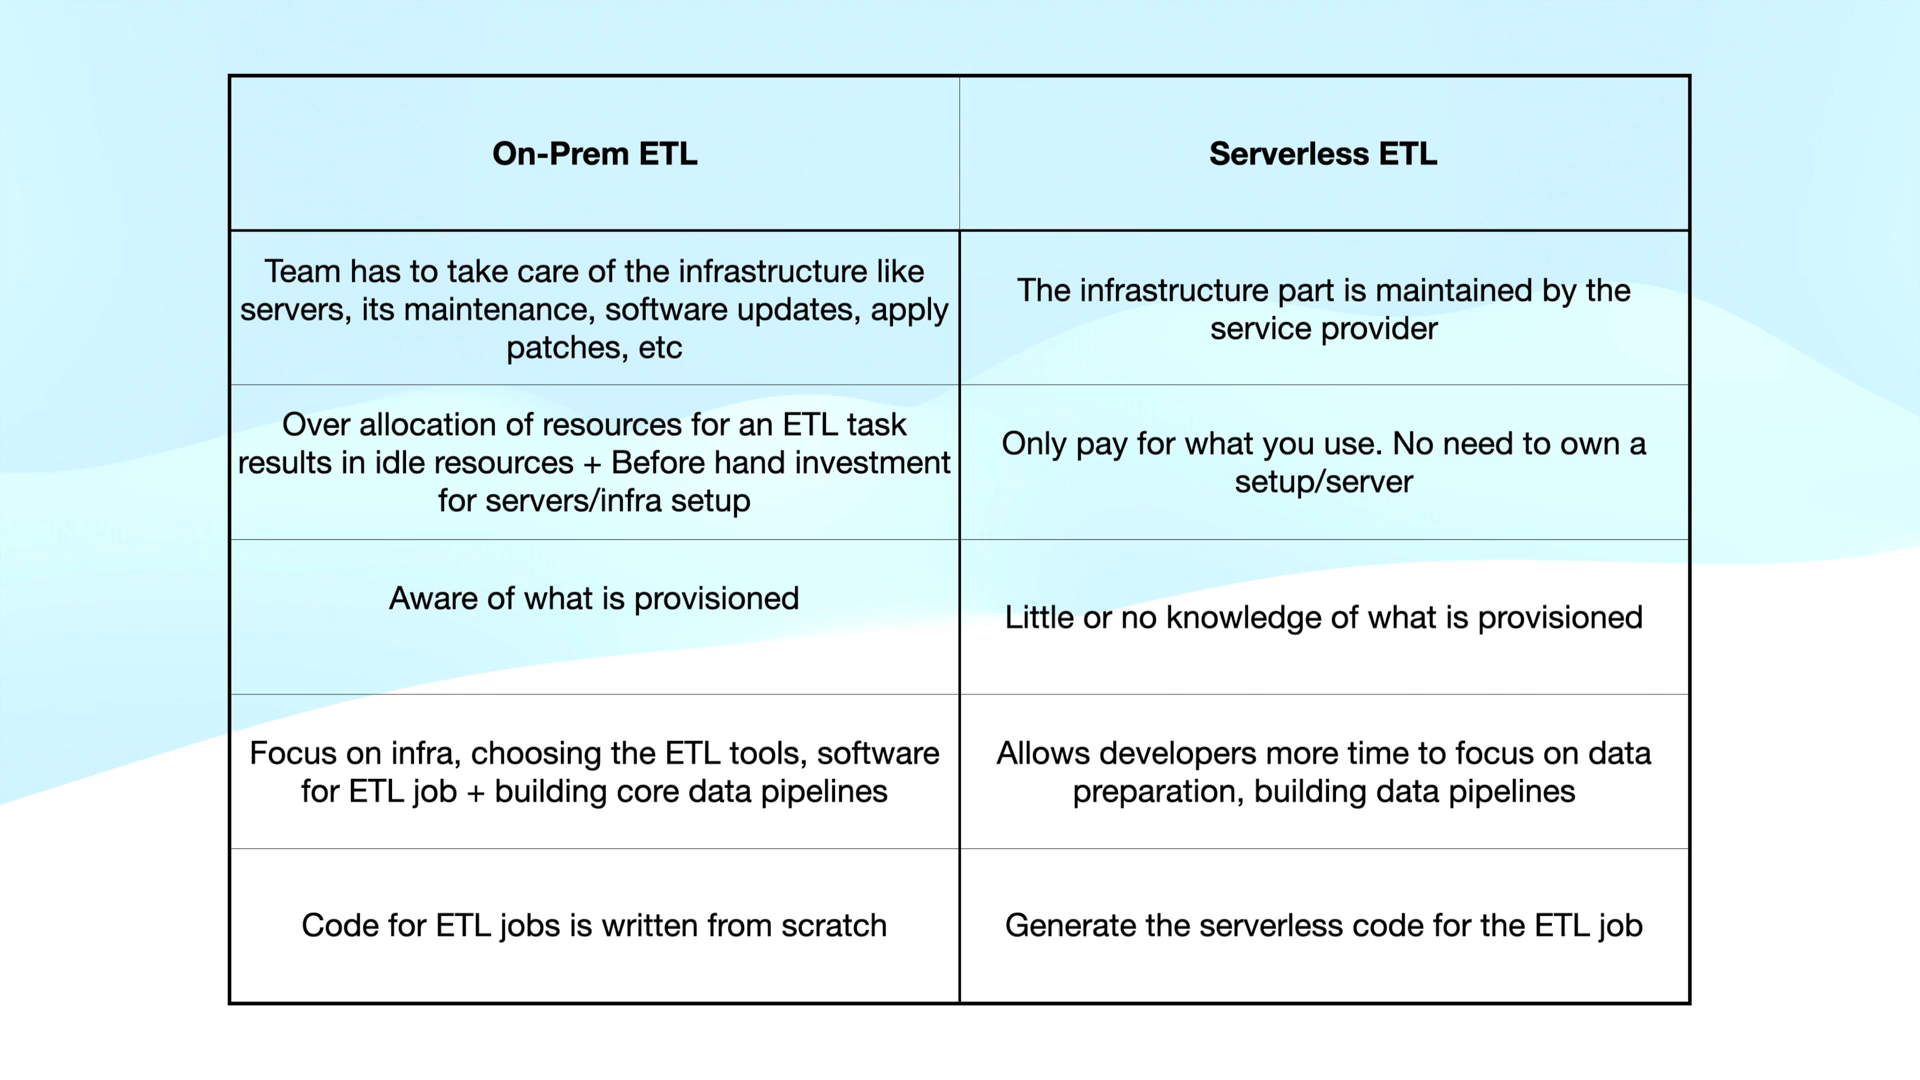 On-Prem ETL
Serverless ETL
Team has to take care of the infrastructure like
servers, its maintenance, software updates, apply
patches, etc
The infrastructure part is maintained by the
service provider
Over allocation of resources for an ETL task
results in idle resources + Before hand investment
for servers/infra setup
Only pay for what you use. No need to own a
setup/server
Aware of what is provisioned
Little or no knowledge of what is provisioned
Focus on infra, choosing the ETL tools, software
for ETL job + building core data pipelines
Allows developers more time to focus on data
preparation, building data pipelines
Code for ETL jobs is written from scratch
Generate the serverless code for the ETL job